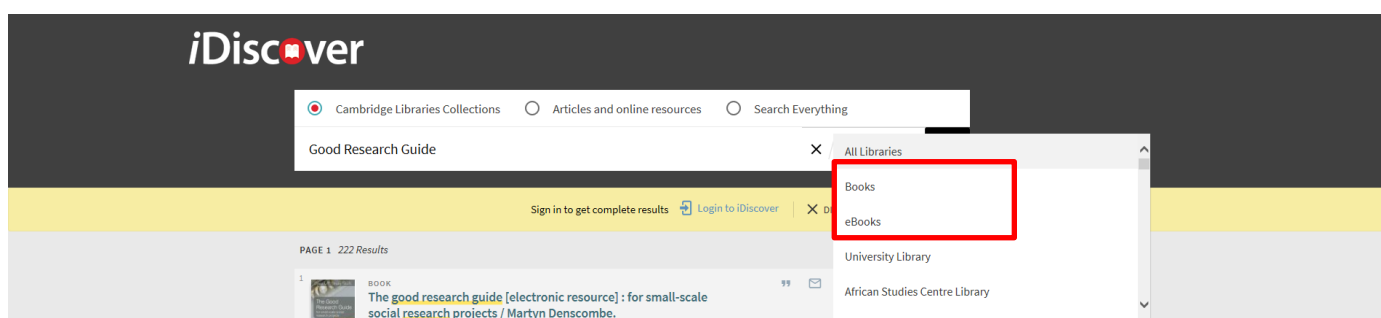 iDiscover
Cambridge Libraries Collections Articles and online resources Search Everything
Good Research Guide
All Libraries
Books
eBooks
University Library
African Studies Centre Library
Sign in to get complete results Login to iDiscover
PAGE 1 222 Results
1
BOOK
The good research guide [electronic resource] : for small-scale
social research projects / Martyn Denscombe.